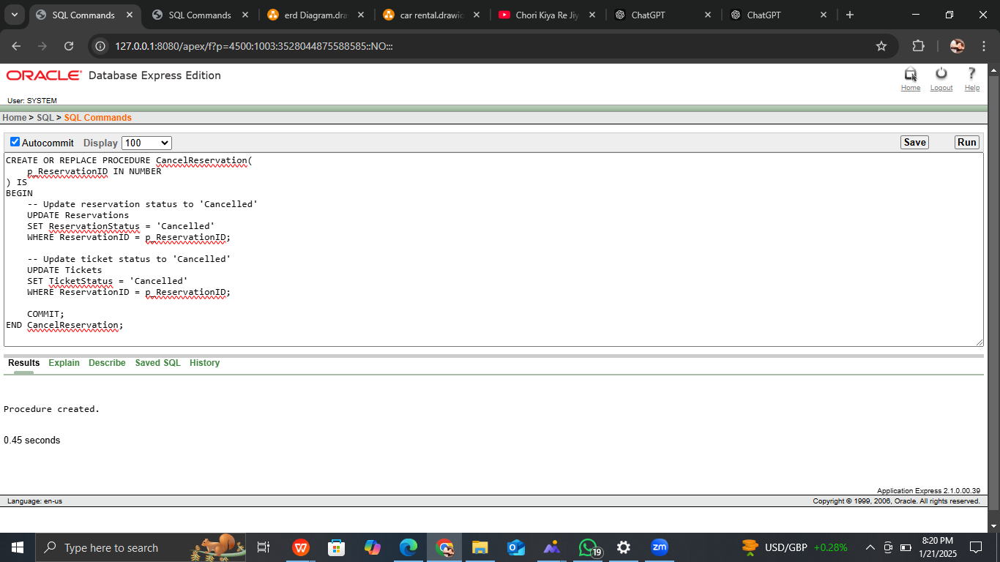 SQL Commands
SQL Commands
erd Diagram.dra
car rental.drawio
Chori Kiya Re Jiy
ChatGPT
ChatGPT
127.0.0.1:8080/apex/f?p=4500:1003:3528044875588585::NO:::
ORACLE Database Express Edition
Home
Logout
Help
User: SYSTEM
Home > SQL > SQL Commands
Autocommit Display 100
Save
Run
CREATE OR REPLACE PROCEDURE CancelReservation(
p_ReservationID IN NUMBER
) IS
BEGIN
-- Update reservation status to 'Cancelled'
UPDATE Reservations
SET ReservationStatus = 'Cancelled'
WHERE ReservationID = p_ReservationID;
-- Update ticket status to 'Cancelled'
UPDATE Tickets
SET TicketStatus = 'Cancelled'
WHERE ReservationID = p_ReservationID;
COMMIT;
END CancelReservation;
Results Explain Describe Saved SQL History
Procedure created.
0.45 seconds
Application Express 2.1.0.00.39
Language: en-us
Copyright © 1999, 2006, Oracle. All rights reserved.
Type here to search
19
zm
USD/GBP +0.28%
8:20 PM
1/21/2025